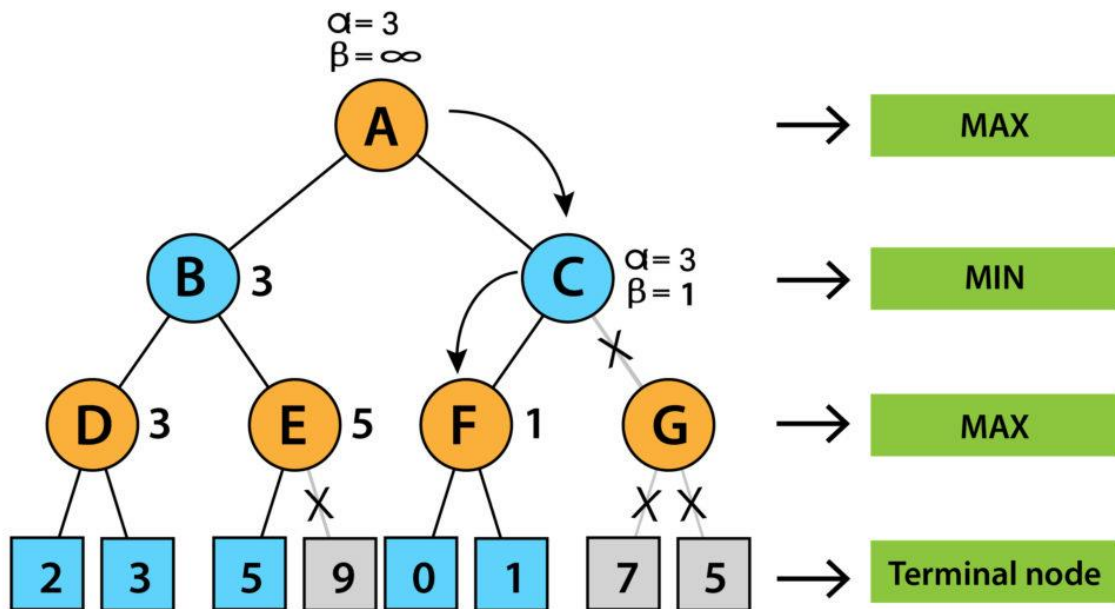 α= 3
β= ∞
A
MAX
B
3
C
α= 3
β= 1
MIN
X
D
3
E
5
F
1
G
MAX
X
X
X
2
3
5
9
0
1
7
5
Terminal node